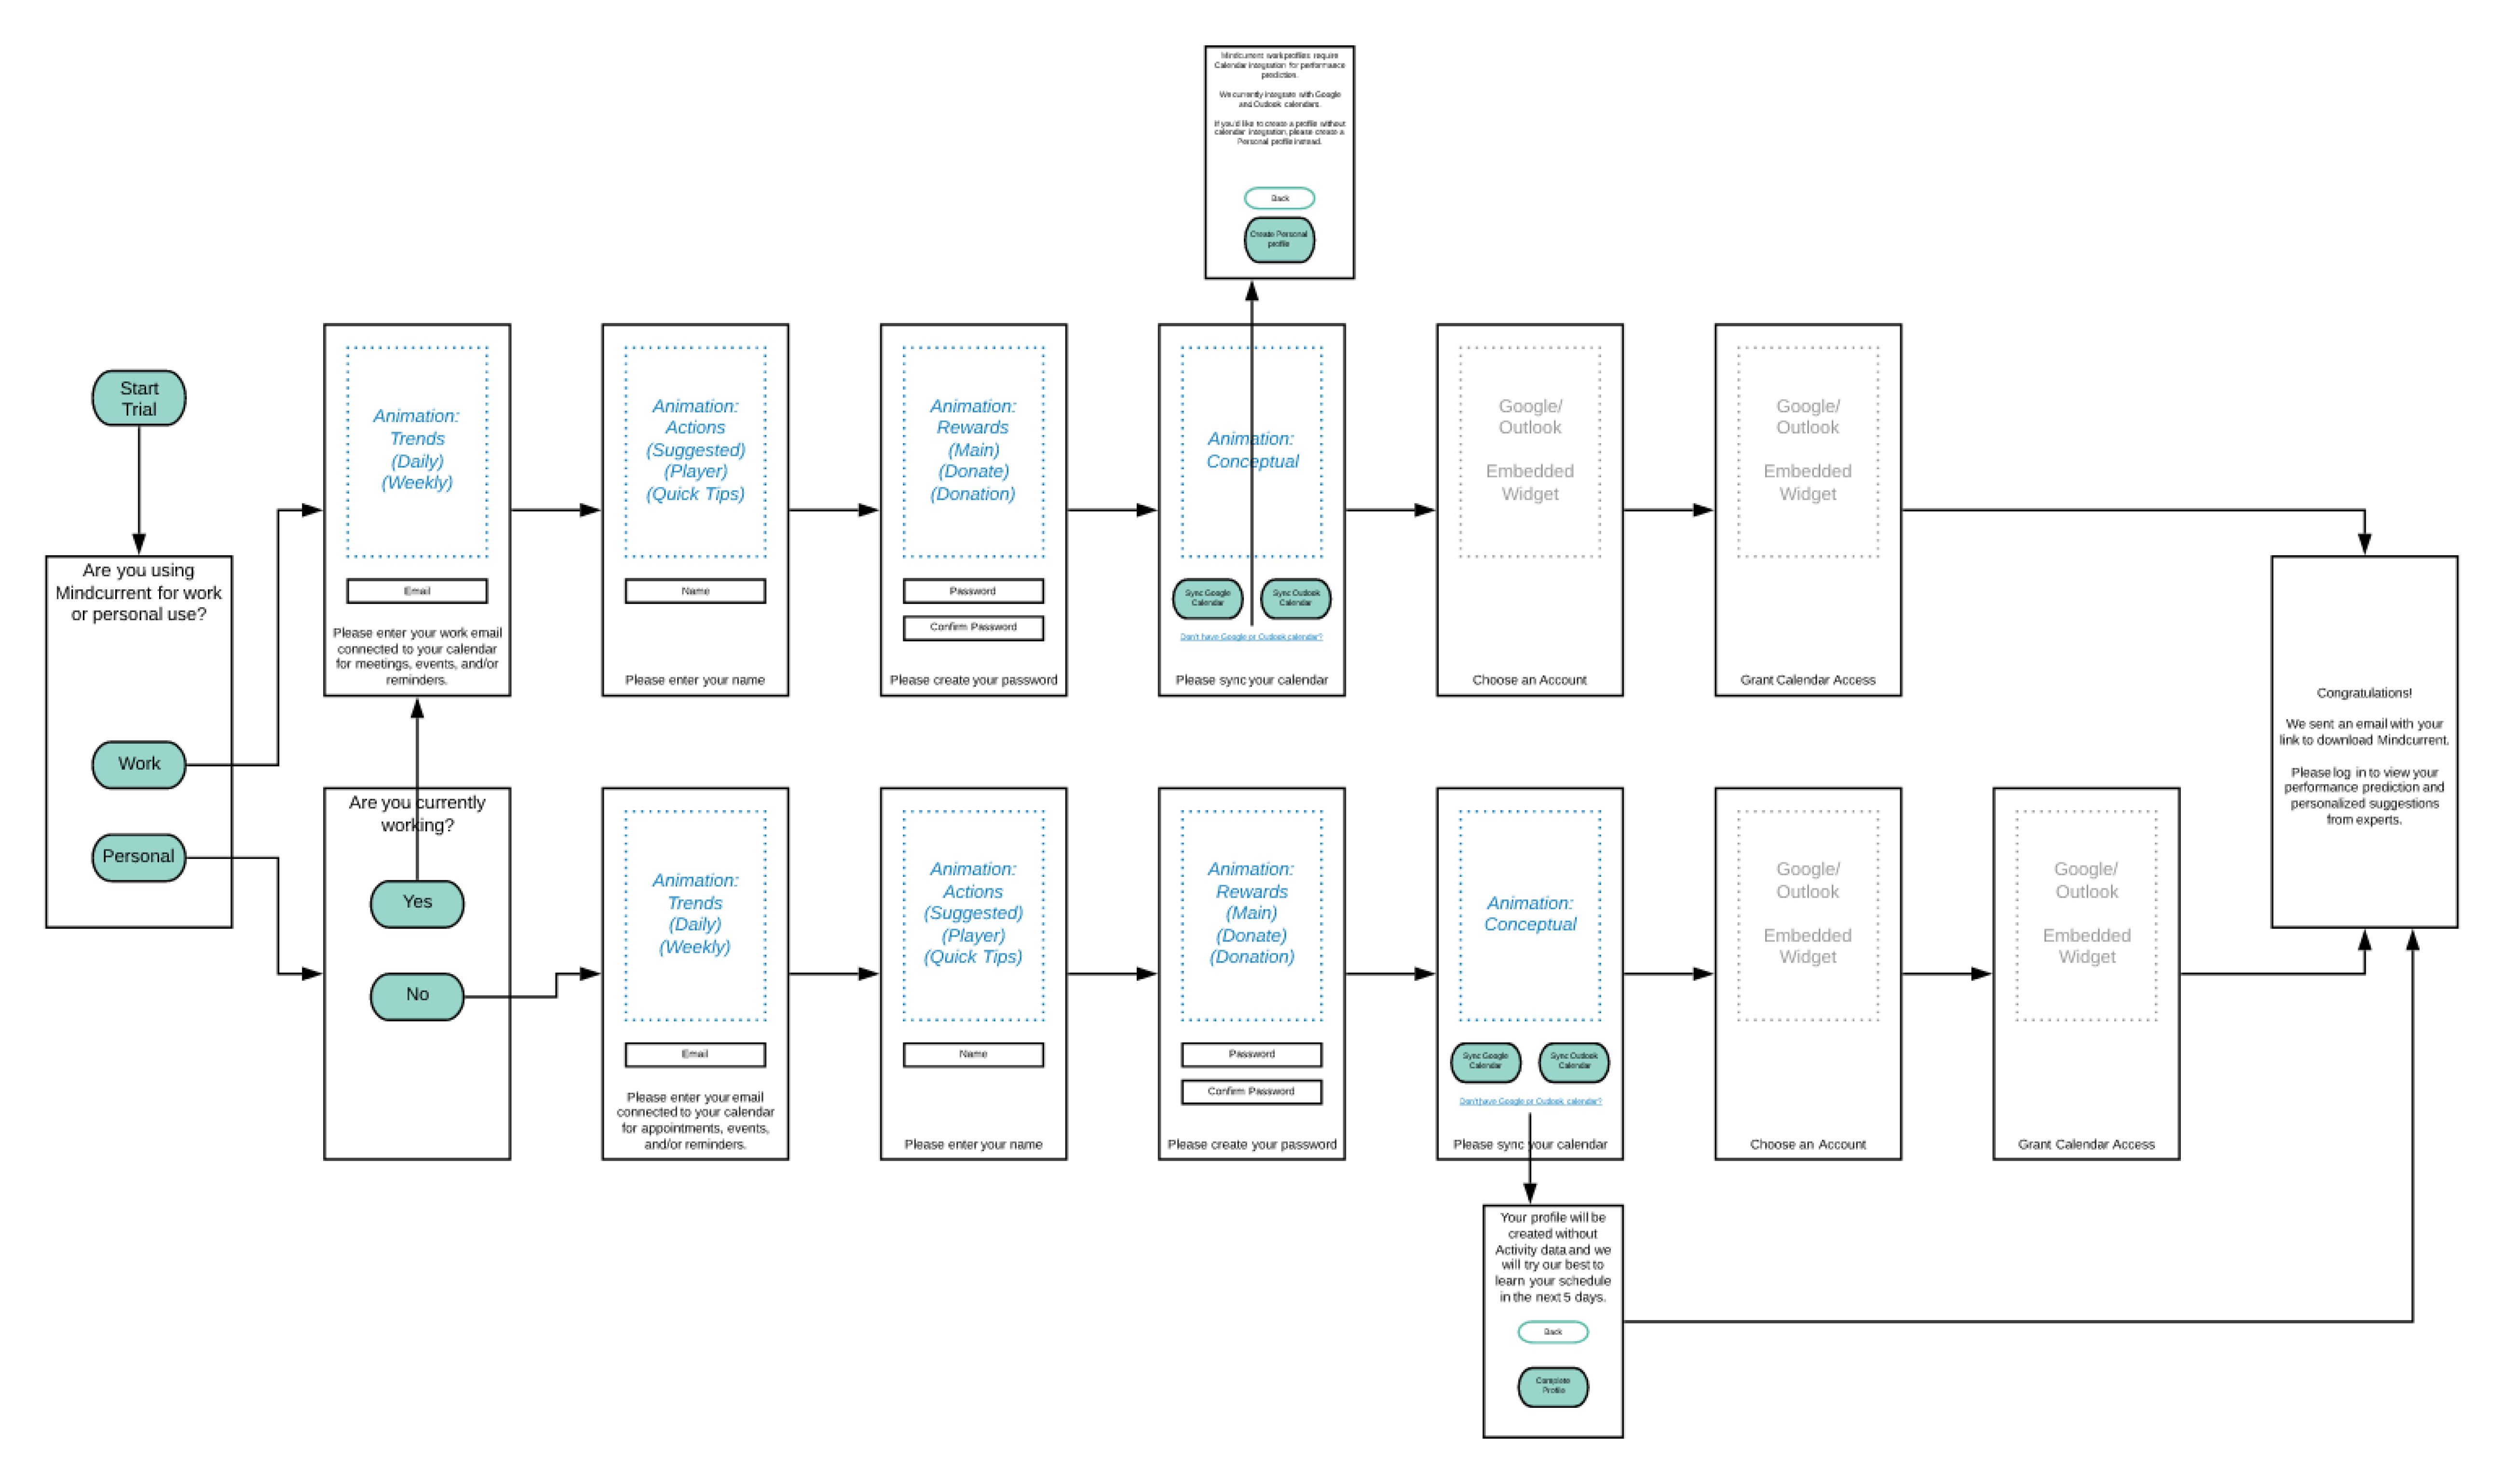 Mindcurrent work profiles require
Calendar integration for performance
prediction.
We currently integrate with Google
and Outlook calendars.
If you'd like to create a profile without
calendar integration, please create a
Personal profile instead.
Back
Create Personal
profile
Start
Trial
Are you using
Mindcurrent for work
or personal use?
Work
Personal
Animation:
Trends
(Daily)
(Weekly)
Email
Please enter your work email
connected to your calendar
for meetings, events, and/or
reminders.
Animation:
Actions
(Suggested)
(Player)
(Quick Tips)
Name
Please enter your name
Animation:
Rewards
(Main)
(Donate)
(Donation)
Password
Confirm Password
Please create your password
Animation:
Conceptual
Sync Google
Calendar
Sync Outlook
Calendar
Don't have Google or Outlook calendar?
Please sync your calendar
Google/
Outlook
Embedded
Widget
Choose an Account
Google/
Outlook
Embedded
Widget
Grant Calendar Access
Are you currently
working?
Yes
No
Animation:
Trends
(Daily)
(Weekly)
Email
Please enter your email
connected to your calendar
for appointments, events,
and/or reminders.
Animation:
Actions
(Suggested)
(Player)
(Quick Tips)
Name
Please enter your name
Animation:
Rewards
(Main)
(Donate)
(Donation)
Password
Confirm Password
Please create your password
Animation:
Conceptual
Sync Google
Calendar
Sync Outlook
Calendar
Don't have Google or Outlook calendar?
Please sync your calendar
Google/
Outlook
Embedded
Widget
Choose an Account
Google/
Outlook
Embedded
Widget
Grant Calendar Access
Congratulations!
We sent an email with your
link to download Mindcurrent.
Please log in to view your
performance prediction and
personalized suggestions
from experts.
Your profile will be
created without
Activity data and we
will try our best to
learn your schedule
in the next 5 days.
Back
Complete
Profile